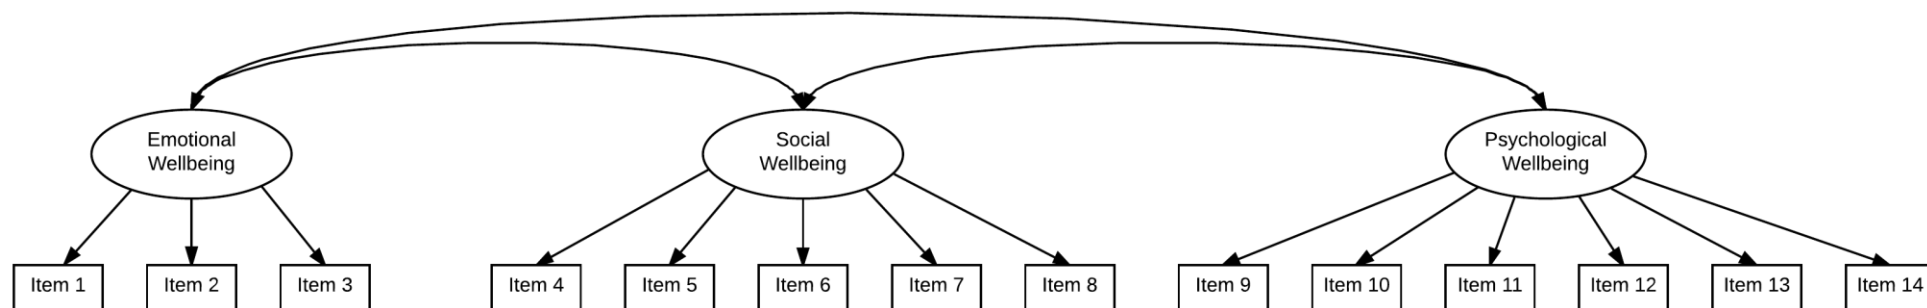 Emotional
Wellbeing
Social
Wellbeing
Psychological
Wellbeing
Item 1
Item 2
Item 3
Item 4
Item 5
Item 6
Item 7
Item 8
Item 9
Item 10
Item 11
Item 12
Item 13
Item 14